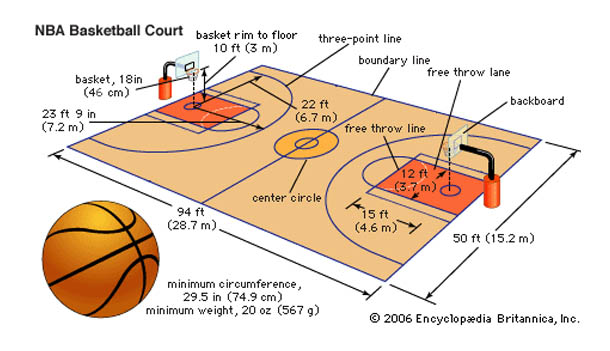 NBA Basketball Court
basket rim to floor
10 ft (3 m)
three-point line
boundary line
free throw lane
basket, 18in
(46 cm)
backboard
23 ft 9 in
(7.2 m)
22 ft
(6.7 m)
free throw line
12 ft
(3.7 m)
center circle
15 ft
(4.6 m)
94 ft
(28.7 m)
50 ft (15.2 m)
minimum circumference,
29.5 in (74.9 cm)
minimum weight, 20 oz (567 g)
© 2006 Encyclopædia Britannica, Inc.